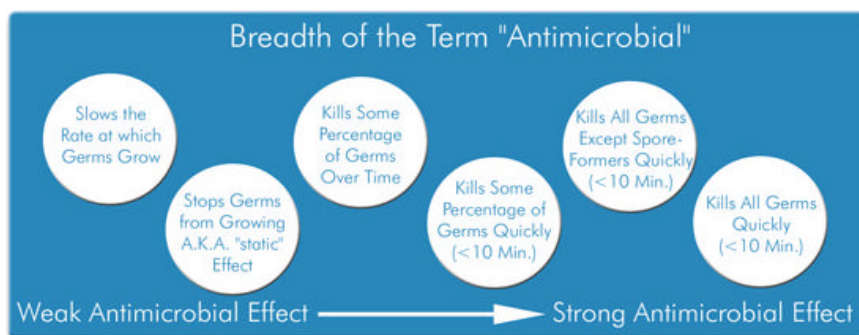 Breadth of the Term "Antimicrobial"
Slows the
Rate at which
Germs Grow
Stops Germs
from Growing
A.K.A. "static"
Effect
Kills Some
Percentage
of Germs
Over Time
Kills Some
Percentage of
Germs Quickly
(<10 Min.)
Kills All Germs
Except Spore-
Formers Quickly
(<10 Min.)
Kills All Germs
Quickly
(<10 Min.)
Weak Antimicrobial Effect
Strong Antimicrobial Effect